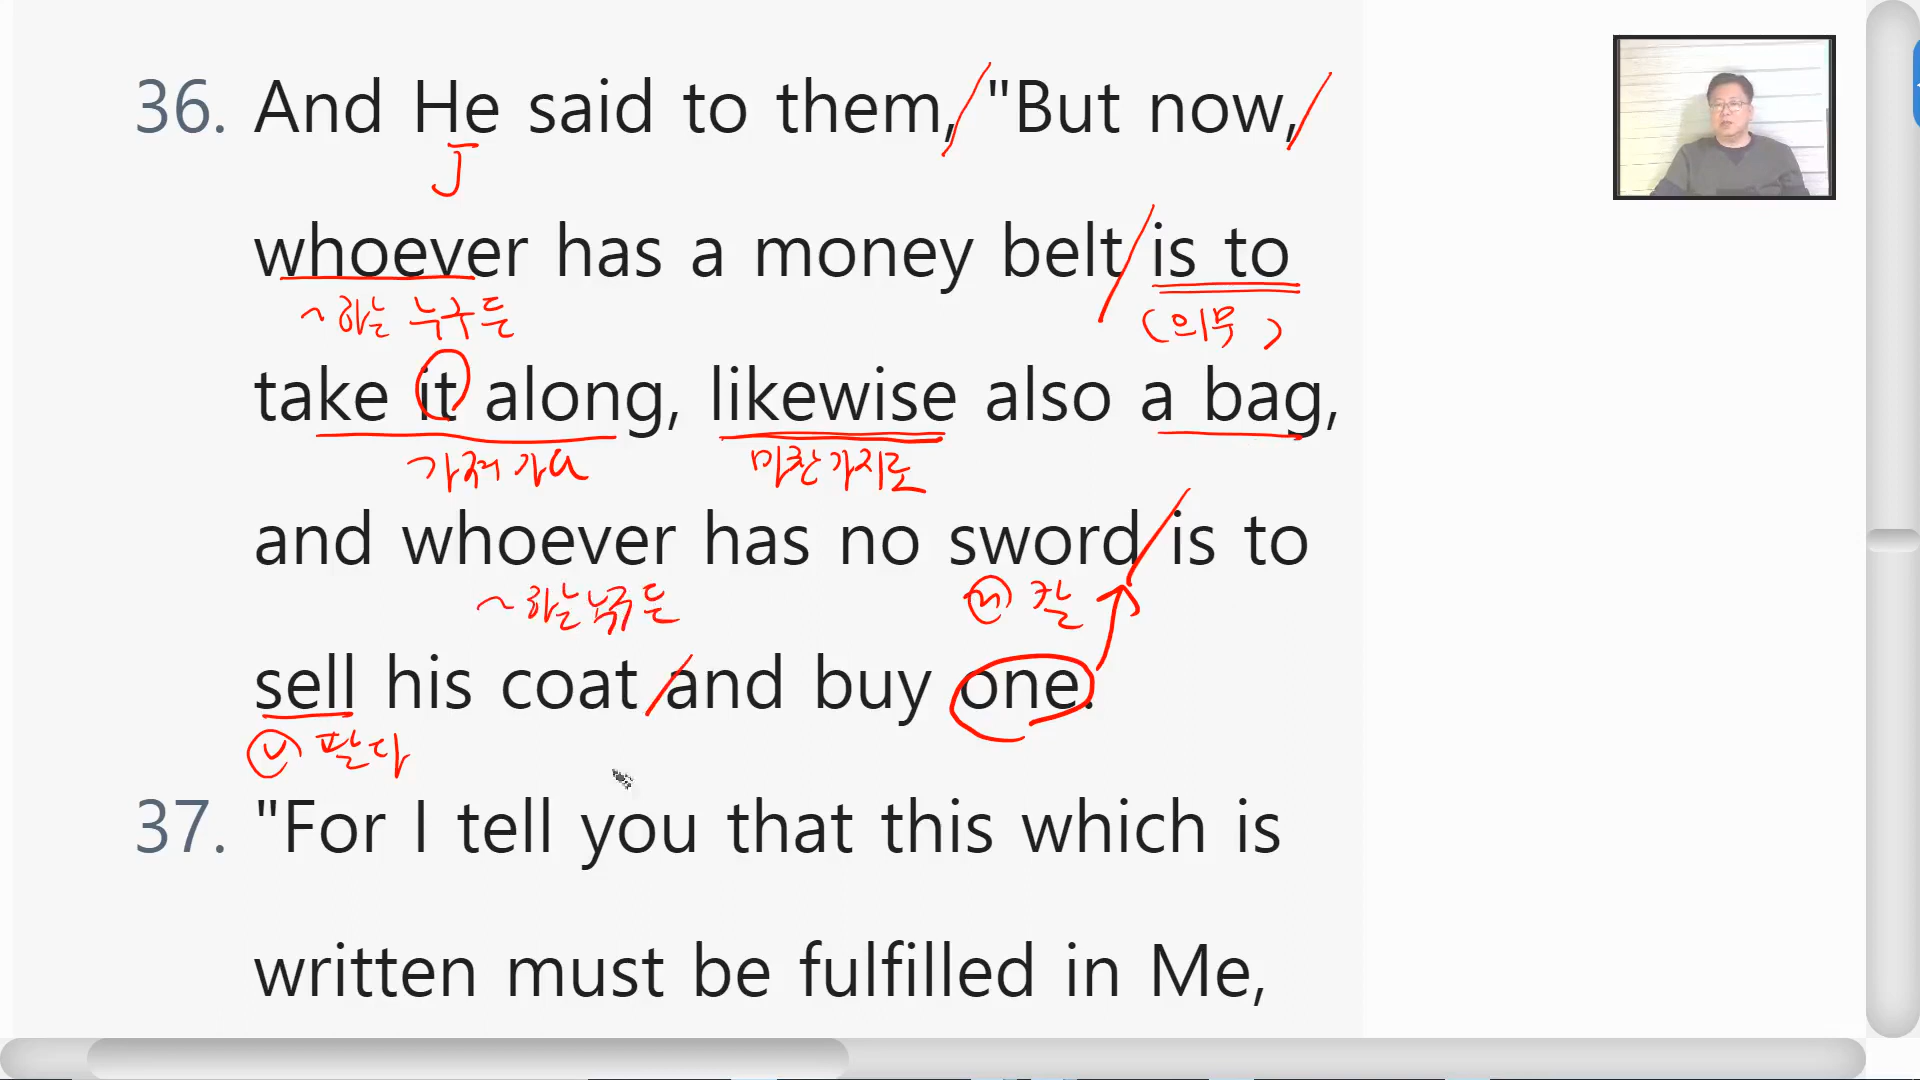 36. And He said to them, "But now,
J
whoever has a money belt is to
~하는 누구든 (의무)
take it along, likewise also a bag,
가져가 마찬가지로
and whoever has no sword is to
~하는 누구든 ⓝ 칼
sell his coat and buy one.
ⓥ 팔다
37. "For I tell you that this which is
written must be fulfilled in Me,